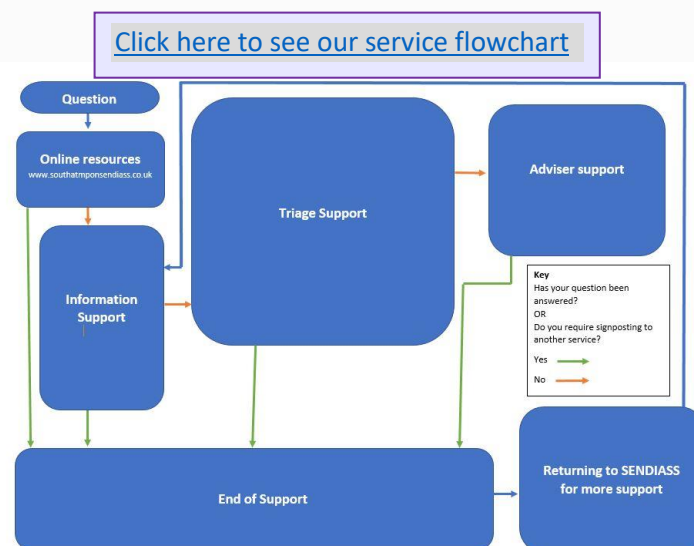 Click here to see our service flowchart
Question
Online resources
www.southatmponsendiass.co.uk
Information
Support
Triage Support
Adviser support
Key
Has your question been
answered?
OR
Do you require signposting to
another service?
Yes
No
End of Support
Returning to SENDIASS
for more support